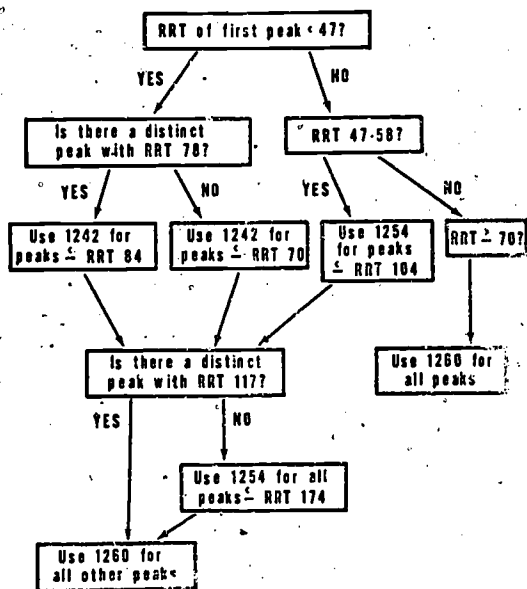 RRT of first peak < 47?
YES
NO
Is there a distinct
peak with RRT 78?
RRT 47-58?
YES
NO
YES
NO
Use 1242 for
peaks ≤ RRT 84
Use 1242 for
peaks ≤ RRT 70
Use 1254
for peaks
≤ RRT 104
RRT ≥ 70?
Is there a distinct
peak with RRT 117?
Use 1260 for
all peaks
YES
NO
Use 1254 for all
peaks ≤ RRT 174
Use 1260 for
all other peaks